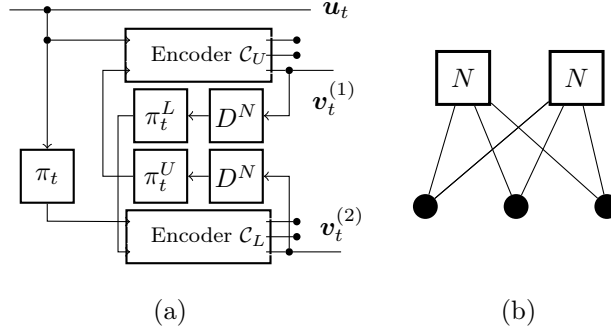 u_t
Encoder C_U
v_t^{(1)}
π_t^L D^N
π_t π_t^U D^N
v_t^{(2)}
Encoder C_L
N N
(a) (b)